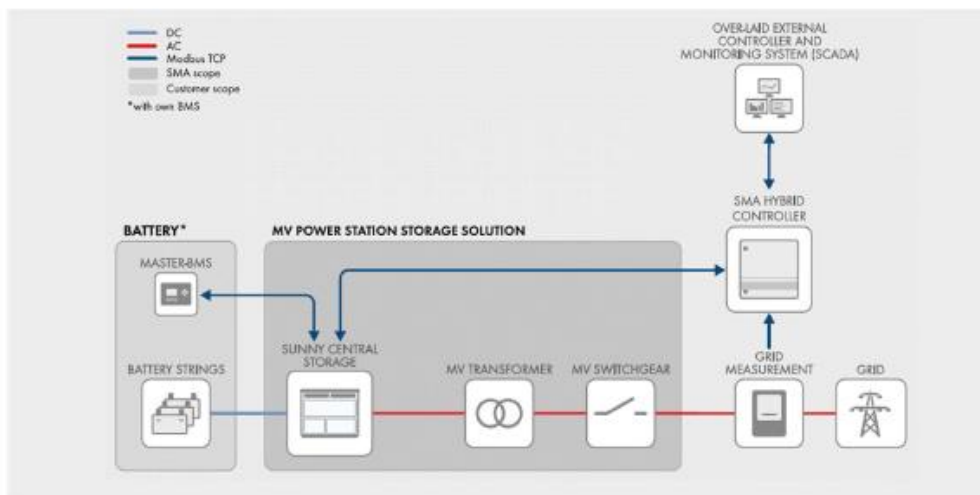 DC
AC
Modbus TCP
SMA scope
Customer scope
*with own BMS
OVER-LAID EXTERNAL
CONTROLLER AND
MONITORING SYSTEM (SCADA)
SMA HYBRID
CONTROLLER
BATTERY*
MV POWER STATION STORAGE SOLUTION
MASTER-BMS
SUNNY CENTRAL
STORAGE
BATTERY STRINGS
MV TRANSFORMER
MV SWITCHGEAR
GRID
MEASUREMENT
GRID